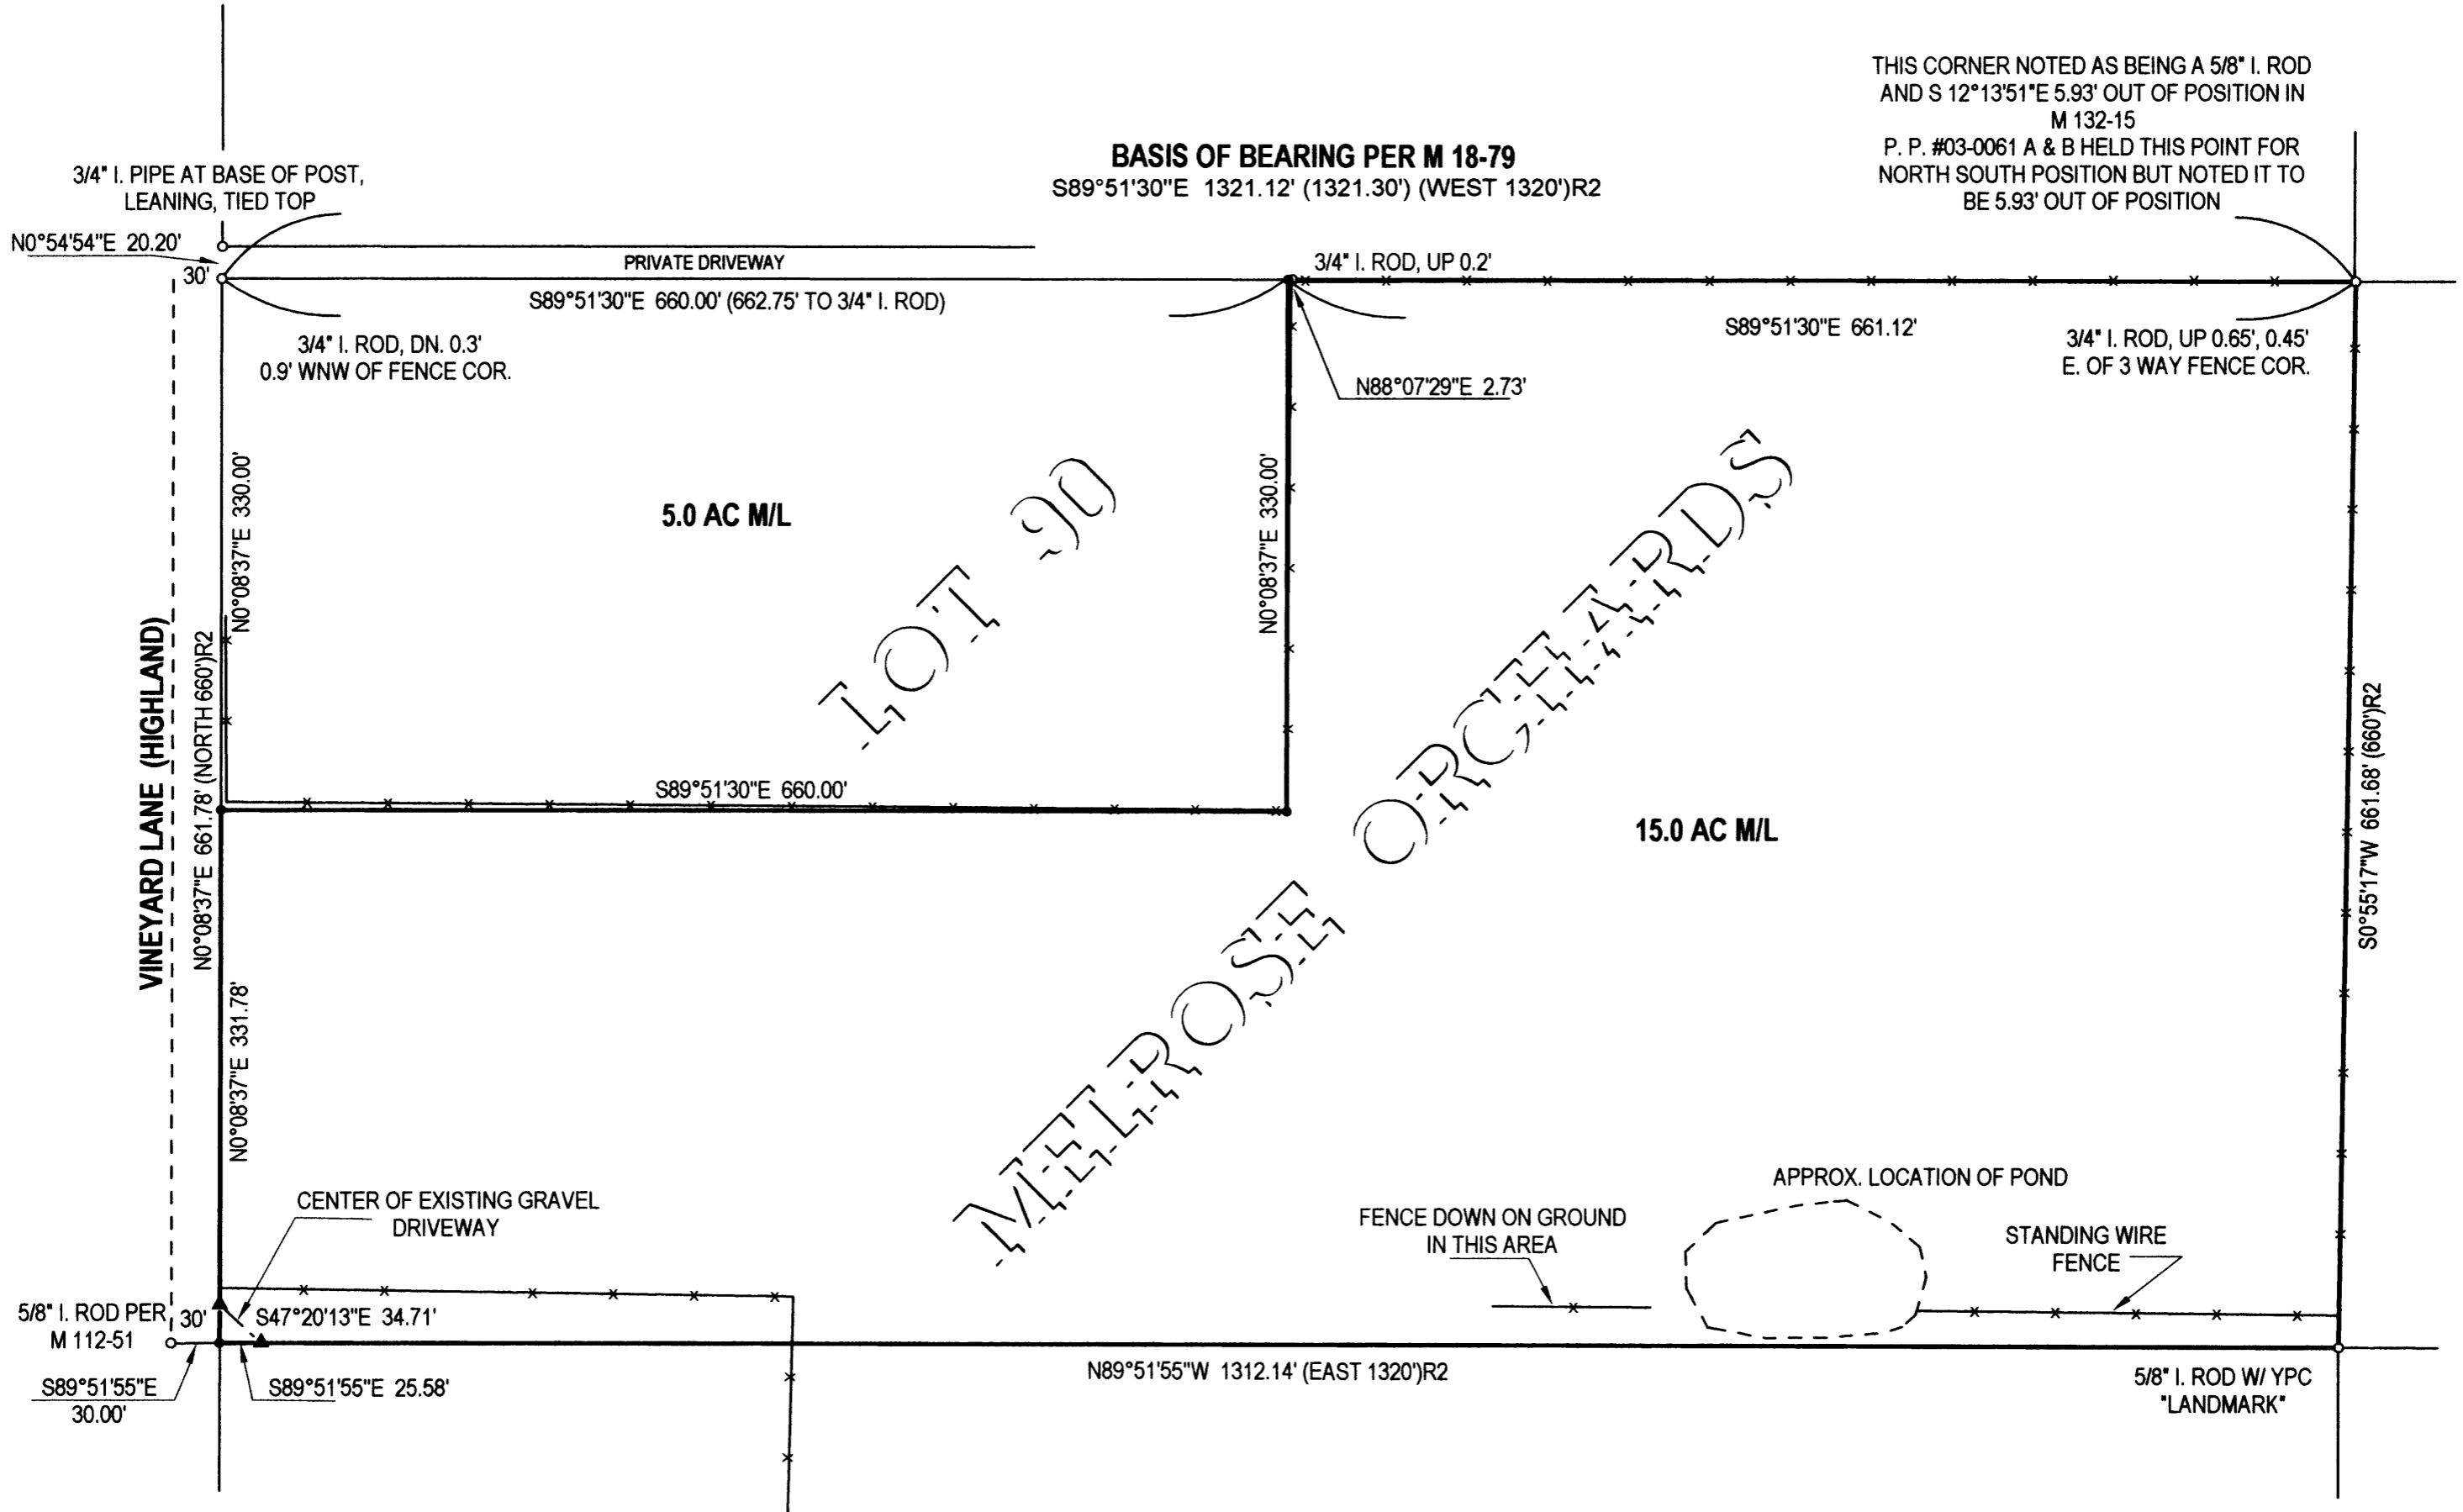 THIS CORNER NOTED AS BEING A 5/8" I. ROD
AND S 12°13'51"E 5.93' OUT OF POSITION IN
M 132-15
P. P. #03-0061 A & B HELD THIS POINT FOR
NORTH SOUTH POSITION BUT NOTED IT TO
BE 5.93' OUT OF POSITION
BASIS OF BEARING PER M 18-79
S89°51'30"E 1321.12' (1321.30') (WEST 1320')R2
3/4" I. PIPE AT BASE OF POST,
LEANING, TIED TOP
N0°54'54"E 20.20'
30'
PRIVATE DRIVEWAY
3/4" I. ROD, UP 0.2'
S89°51'30"E 660.00' (662.75' TO 3/4" I. ROD)
S89°51'30"E 661.12'
3/4" I. ROD, DN. 0.3'
0.9' WNW OF FENCE COR.
3/4" I. ROD, UP 0.65', 0.45'
E. OF 3 WAY FENCE COR.
N88°07'29"E 2.73'
N0°08'37"E 330.00'
N0°08'37"E 330.00'
5.0 AC M/L
LOT 90
VINEYARD LANE (HIGHLAND)
N0°08'37"E 661.78' (NORTH 660')R2
S89°51'30"E 660.00'
MELROSE ORCHARDS
15.0 AC M/L
S0°55'17"W 661.68' (660')R2
N0°08'37"E 331.78'
CENTER OF EXISTING GRAVEL
DRIVEWAY
APPROX. LOCATION OF POND
FENCE DOWN ON GROUND
IN THIS AREA
STANDING WIRE
FENCE
5/8" I. ROD PER
M 112-51
30'
S47°20'13"E 34.71'
S89°51'55"E
30.00'
S89°51'55"E 25.58'
N89°51'55"W 1312.14' (EAST 1320')R2
5/8" I. ROD W/ YPC
"LANDMARK"